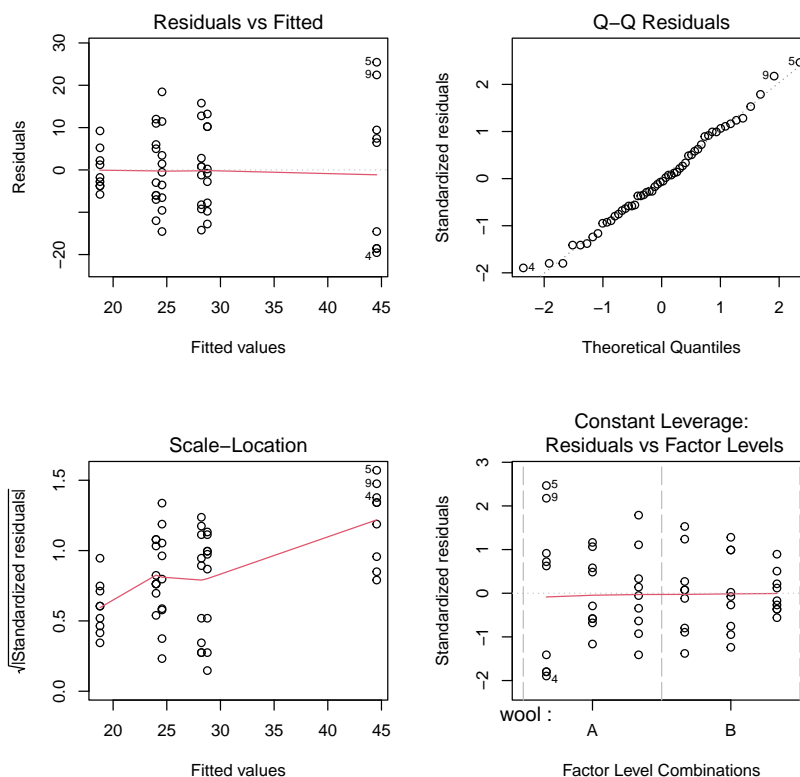 Residuals vs Fitted
30
20
10
0
−20
Residuals
5
9
4
20 25 30 35 40 45
Fitted values
Q−Q Residuals
2
1
0
−1
−2
Standardized residuals
9
5
4
−2 −1 0 1 2
Theoretical Quantiles
Scale−Location
1.5
1.0
0.5
0.0
√|Standardized residuals|
5
9
4
20 25 30 35 40 45
Fitted values
Constant Leverage:
Residuals vs Factor Levels
3
2
1
0
−1
−2
Standardized residuals
5
9
4
wool :
A B
Factor Level Combinations